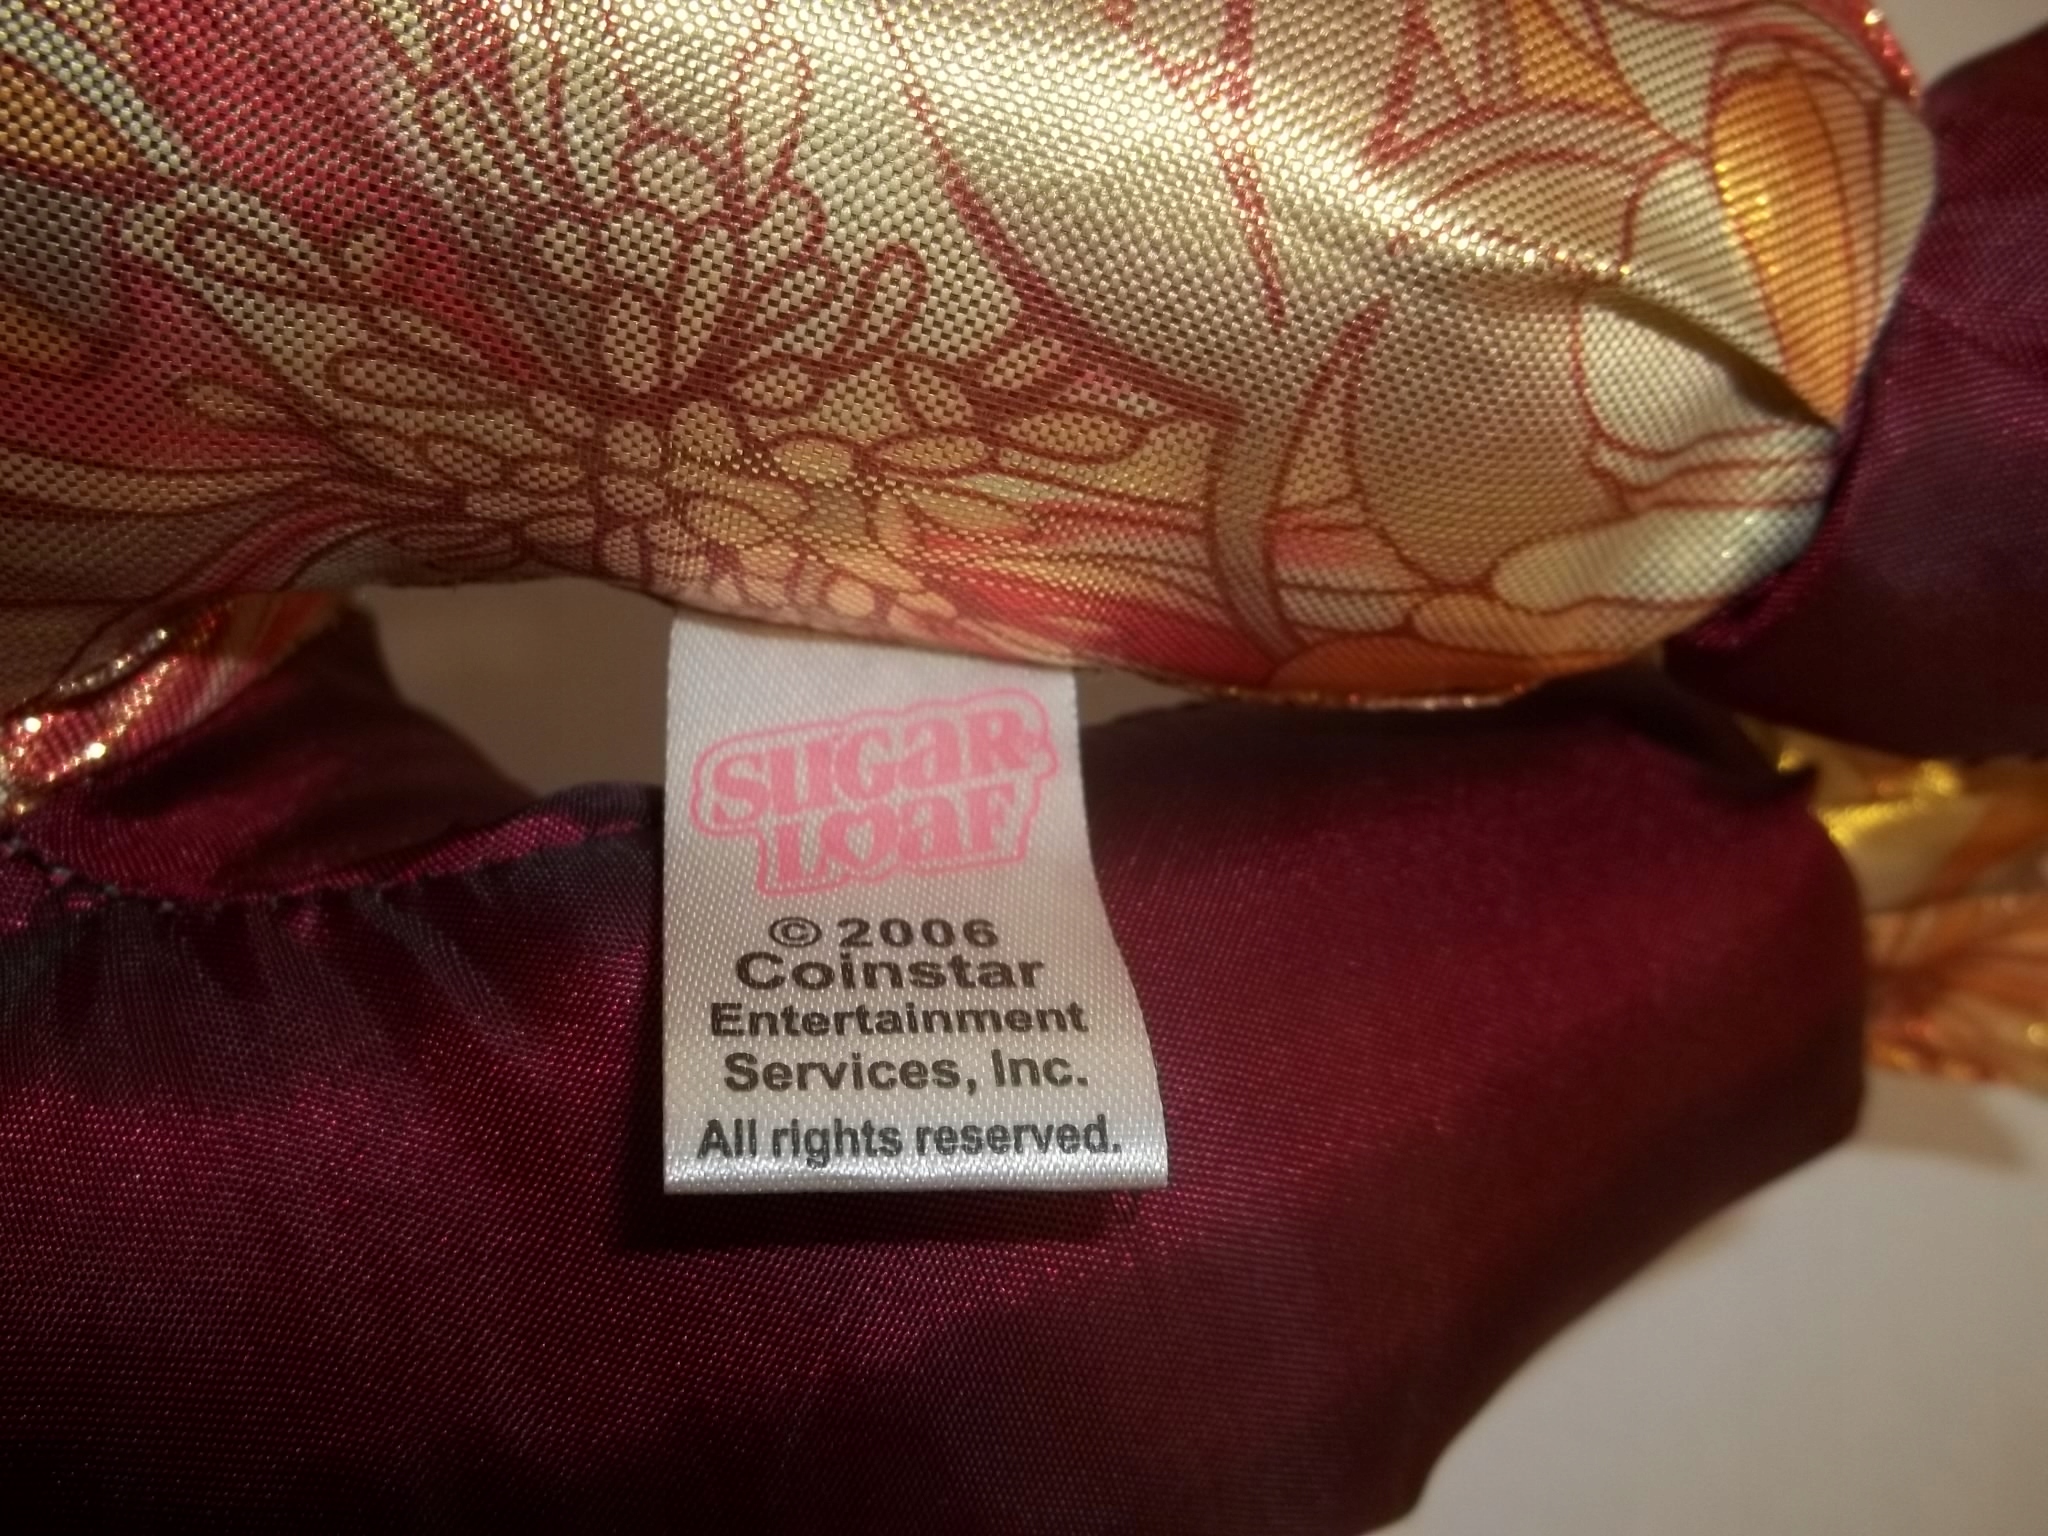 SUGAR
LOAF
© 2006
Coinstar
Entertainment
Services, Inc.
All rights reserved.